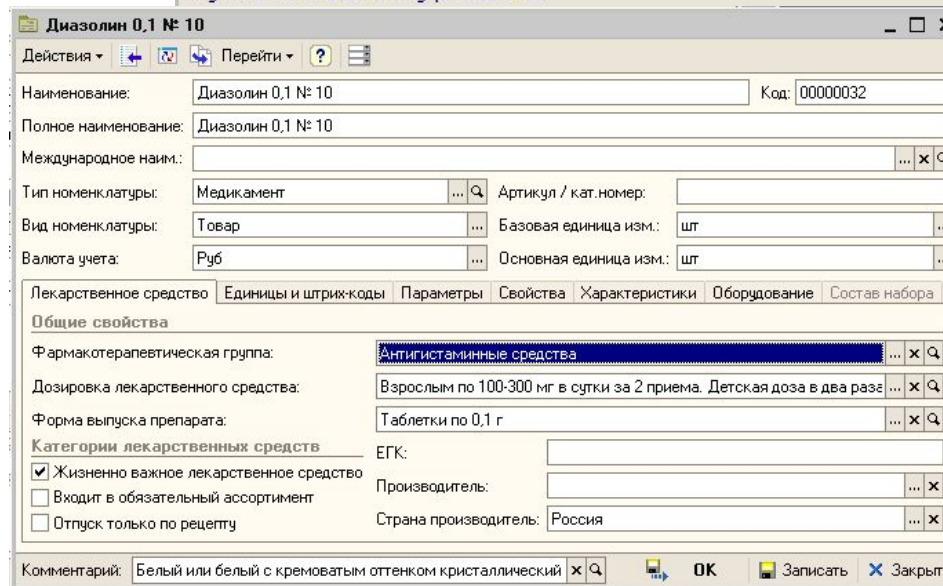 Диазолин 0,1 № 10
Действия Перейти
Наименование: Диазолин 0,1 № 10 Код: 00000032
Полное наименование: Диазолин 0,1 № 10
Международное наим.:
Тип номенклатуры: Медикамент ... Артикул / кат.номер:
Вид номенклатуры: Товар ... Базовая единица изм.: шт
Валюта учета: Руб ... Основная единица изм.: шт
Лекарственное средство Единицы и штрих-коды Параметры Свойства Характеристики Оборудование Состав набора
Общие свойства
Фармакотерапевтическая группа: Антигистаминные средства ...
Дозировка лекарственного средства: Взрослым по 100-300 мг в сутки за 2 приема. Детская доза в два раза ...
Форма выпуска препарата: Таблетки по 0,1 г ...
Категории лекарственных средств
ЕГК:
Жизненно важное лекарственное средство
Производитель: ...
Входит в обязательный ассортимент
Страна производитель: Россия ...
Отпуск только по рецепту
Комментарий: Белый или белый с кремоватым оттенком кристаллический OK Записать Закрыт